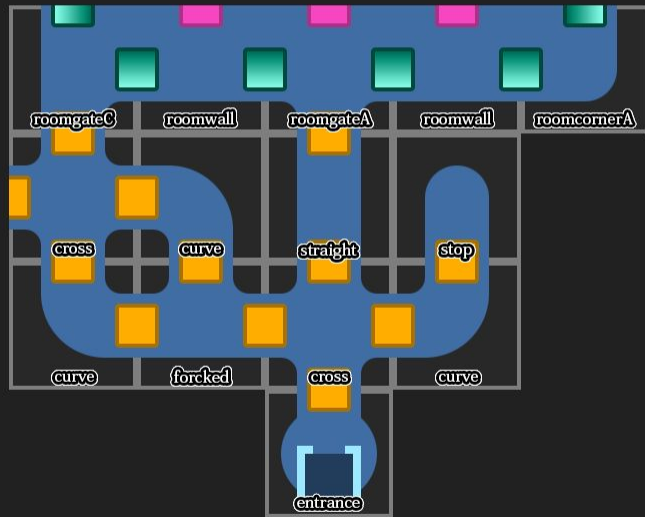 roomgateC roomwall roomgateA roomwall roomcornerA
cross curve straight stop
curve forcked cross curve
entrance